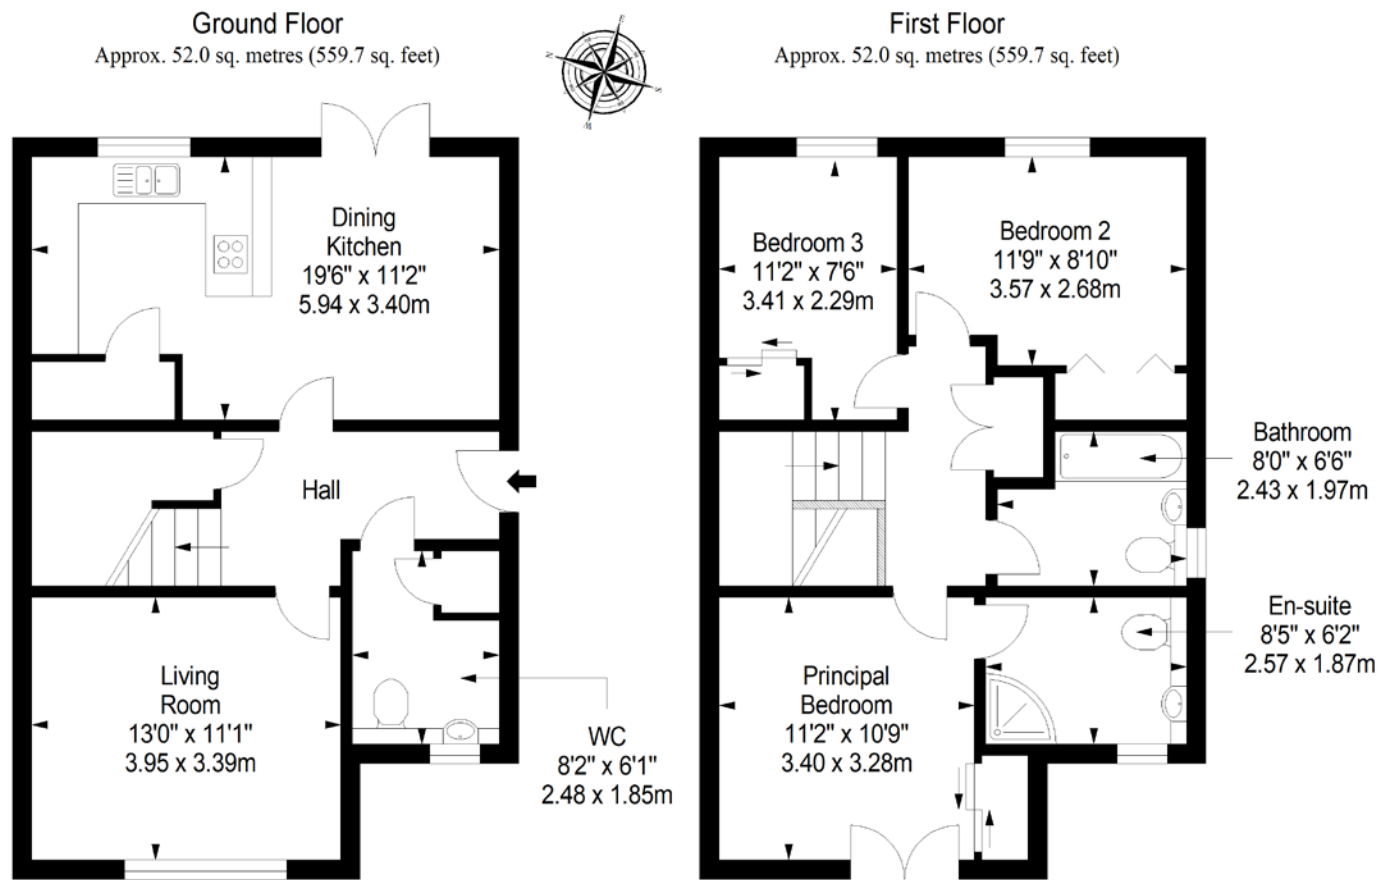 Ground Floor
Approx. 52.0 sq. metres (559.7 sq. feet)
First Floor
Approx. 52.0 sq. metres (559.7 sq. feet)
E
N
S
W
Dining
Kitchen
19'6" x 11'2"
5.94 x 3.40m
Hall
Living
Room
13'0" x 11'1"
3.95 x 3.39m
WC
8'2" x 6'1"
2.48 x 1.85m
Bedroom 3
11'2" x 7'6"
3.41 x 2.29m
Bedroom 2
11'9" x 8'10"
3.57 x 2.68m
Bathroom
8'0" x 6'6"
2.43 x 1.97m
En-suite
8'5" x 6'2"
2.57 x 1.87m
Principal
Bedroom
11'2" x 10'9"
3.40 x 3.28m